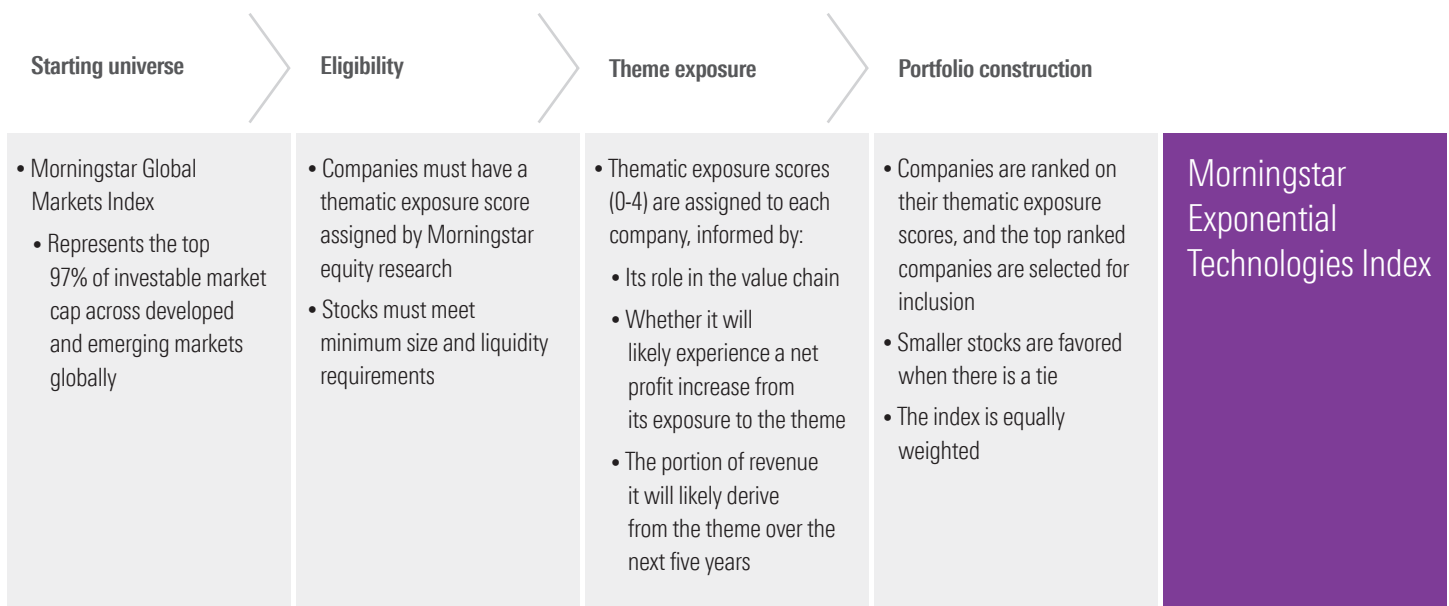 Starting universe
Eligibility
Theme exposure
Portfolio construction
• Morningstar Global
Markets Index
• Represents the top
97% of investable market
cap across developed
and emerging markets
globally
• Companies must have a
thematic exposure score
assigned by Morningstar
equity research
• Stocks must meet
minimum size and liquidity
requirements
• Thematic exposure scores
(0-4) are assigned to each
company, informed by:
• Its role in the value chain
• Whether it will
likely experience a net
profit increase from
its exposure to the theme
• The portion of revenue
it will likely derive
from the theme over the
next five years
• Companies are ranked on
their thematic exposure
scores, and the top ranked
companies are selected for
inclusion
• Smaller stocks are favored
when there is a tie
• The index is equally
weighted
Morningstar
Exponential
Technologies Index